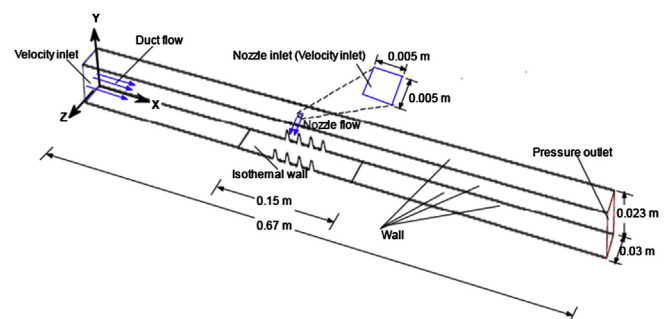 Y
Velocity inlet
Duct flow
Nozzle inlet (Velocity inlet)
0.005 m
0.005 m
Z
X
Nozzle flow
Isothemal wall
Pressure outlet
0.15 m
0.67 m
Wall
0.023 m
0.03 m